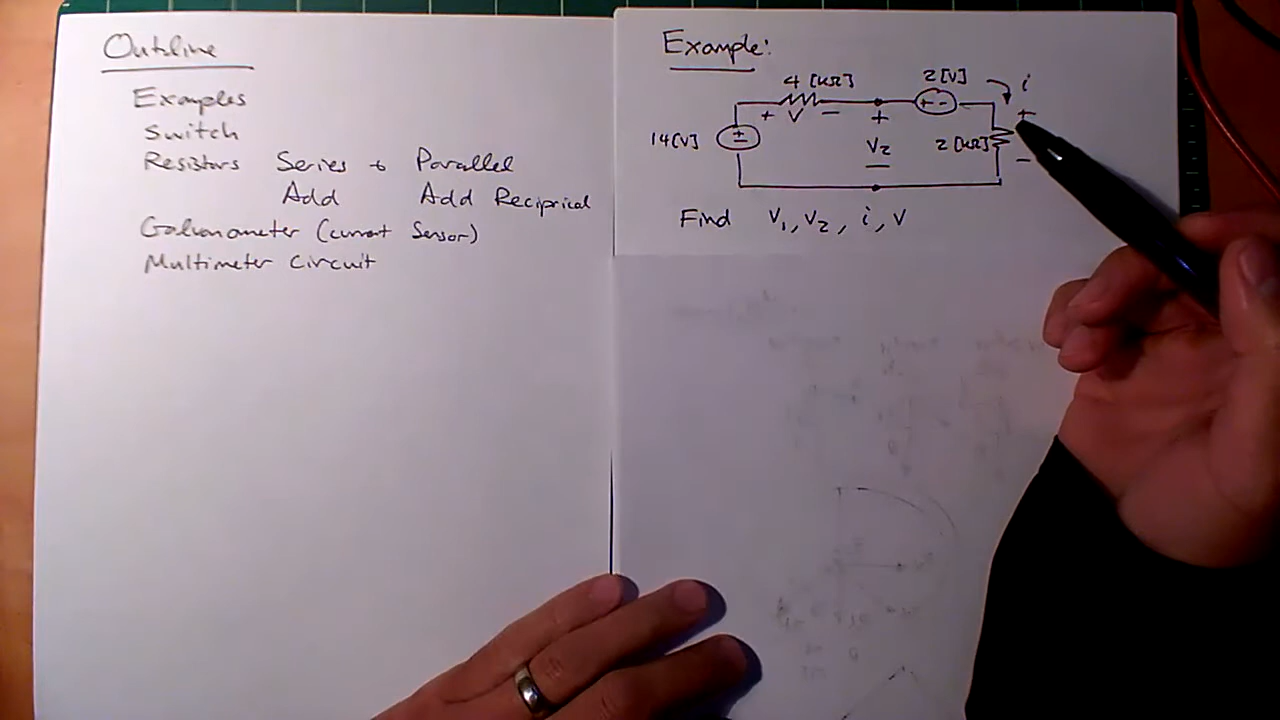 Outline
Examples
Switch
Resistors Series + Parallel
Add Add Reciprical
Galvanometer (current Sensor)
Multimeter Circuit
Example:
4 [kΩ] 2[V] i
+ V − + + − +
14[V] ± V2 2 [kΩ]
− −
Find V1, V2, i, V